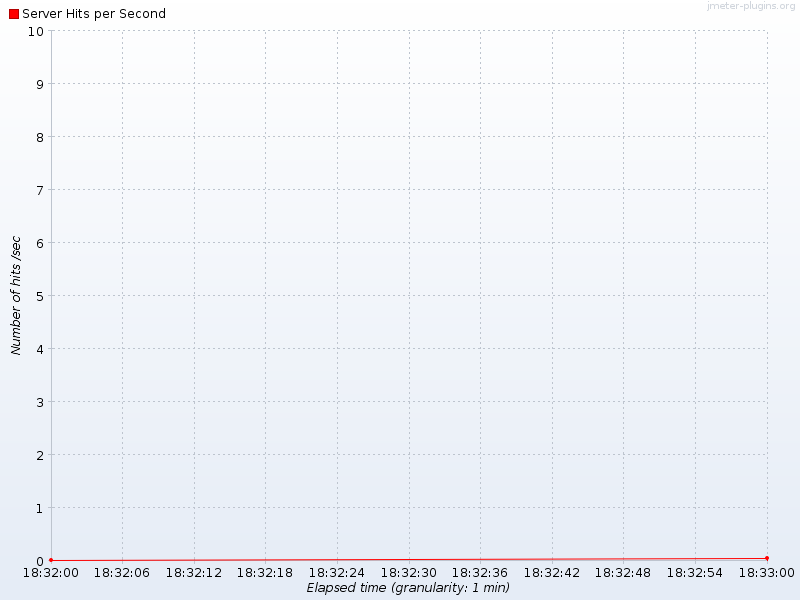 Server Hits per Second
jmeter-plugins.org
10
9
8
7
6
5
4
3
2
1
0
Number of hits /sec
18:32:00 18:32:06 18:32:12 18:32:18 18:32:24 18:32:30 18:32:36 18:32:42 18:32:48 18:32:54 18:33:00
Elapsed time (granularity: 1 min)